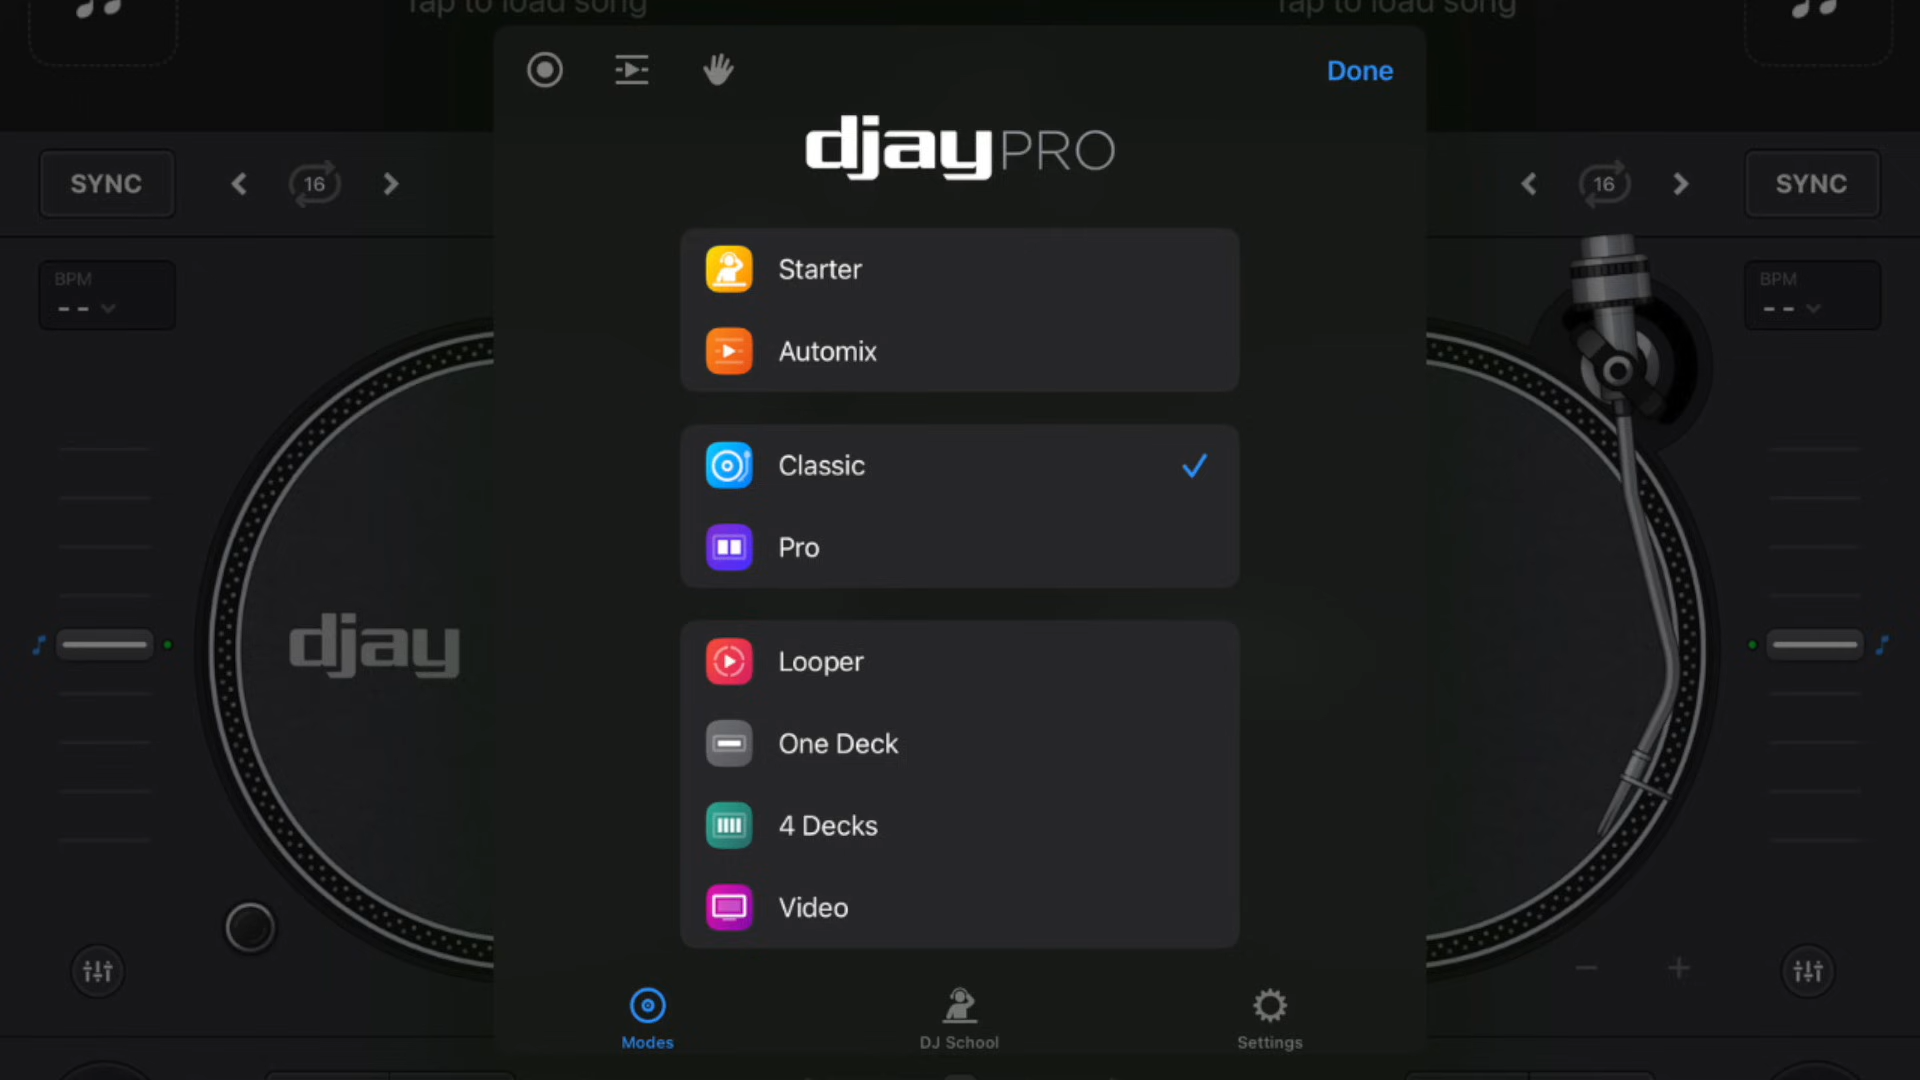 Tap to load song
Tap to load song
Done
djay PRO
SYNC
16
16
SYNC
BPM
--
BPM
--
Starter
Automix
Classic
Pro
djay
Looper
One Deck
4 Decks
Video
Modes
DJ School
Settings